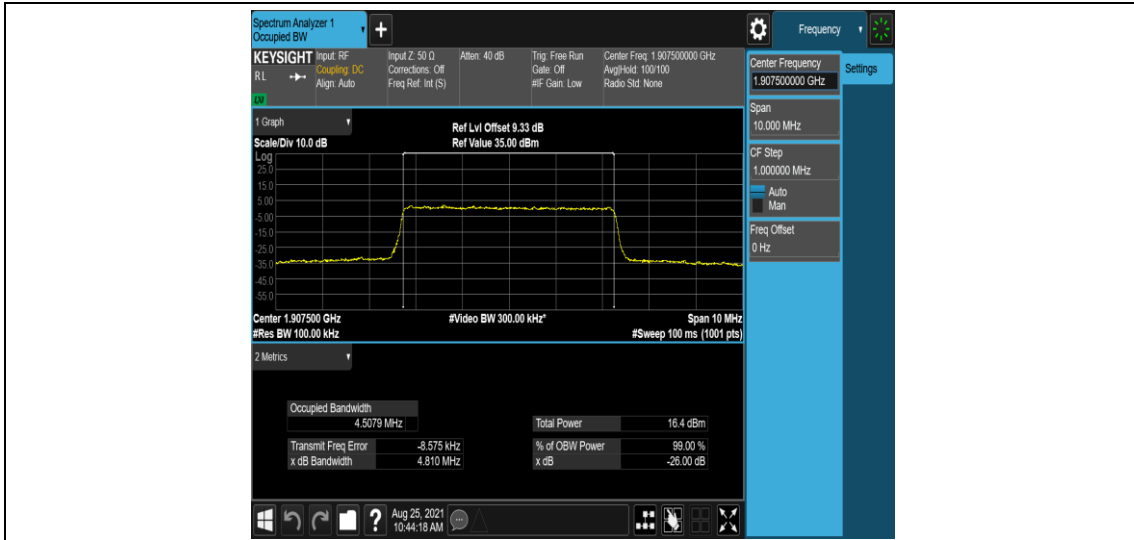 Spectrum Analyzer 1
Occupied BW
Frequency
KEYSIGHT
RL
Input: RF
Coupling: DC
Align: Auto
Input Z: 50 Ω
Corrections: Off
Freq Ref: Int (S)
Atten: 40 dB
Trig: Free Run
Gate: Off
#IF Gain: Low
Center Freq: 1.907500000 GHz
Avg|Hold: 100/100
Radio Std: None
1 Graph
Scale/Div 10.0 dB
Ref Lvl Offset 9.33 dB
Ref Value 35.00 dBm
Log
25.0
15.0
5.00
-5.00
-15.0
-25.0
-35.0
-45.0
-55.0
Center 1.907500 GHz
#Res BW 100.00 kHz
#Video BW 300.00 kHz*
Span 10 MHz
#Sweep 100 ms (1001 pts)
2 Metrics
Occupied Bandwidth
4.5079 MHz
Total Power 16.4 dBm
Transmit Freq Error -8.575 kHz
% of OBW Power 99.00 %
x dB Bandwidth 4.810 MHz
x dB -26.00 dB
Center Frequency
1.907500000 GHz
Settings
Span
10.000 MHz
CF Step
1.000000 MHz
Auto
Man
Freq Offset
0 Hz
?
Aug 25, 2021
10:44:18 AM